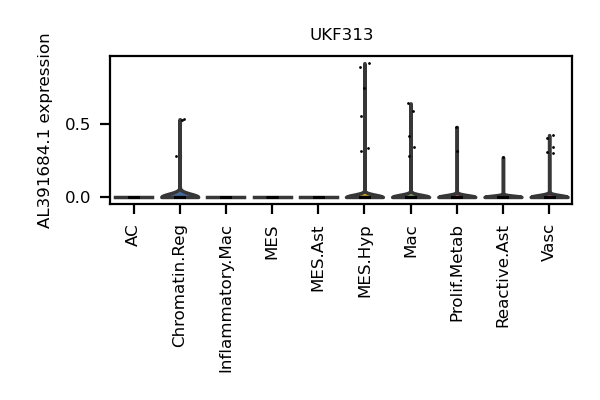 UKF313
AL391684.1 expression
0.5
0.0
AC
Chromatin.Reg
Inflammatory.Mac
MES
MES.Ast
MES.Hyp
Mac
Prolif.Metab
Reactive.Ast
Vasc